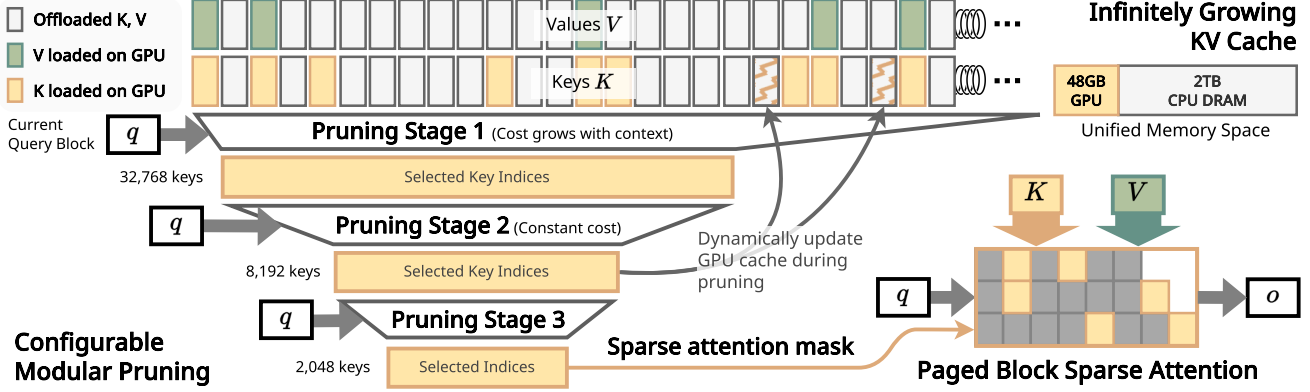 Offloaded K, V
V loaded on GPU
K loaded on GPU
Values V
Keys K
...
...
Infinitely Growing
KV Cache
48GB
GPU
2TB
CPU DRAM
Unified Memory Space
Current
Query Block
q
Pruning Stage 1 (Cost grows with context)
32,768 keys
Selected Key Indices
q
Pruning Stage 2 (Constant cost)
8,192 keys
Selected Key Indices
Dynamically update
GPU cache during
pruning
q
Pruning Stage 3
2,048 keys
Selected Indices
Configurable
Modular Pruning
Sparse attention mask
K
V
q
o
Paged Block Sparse Attention